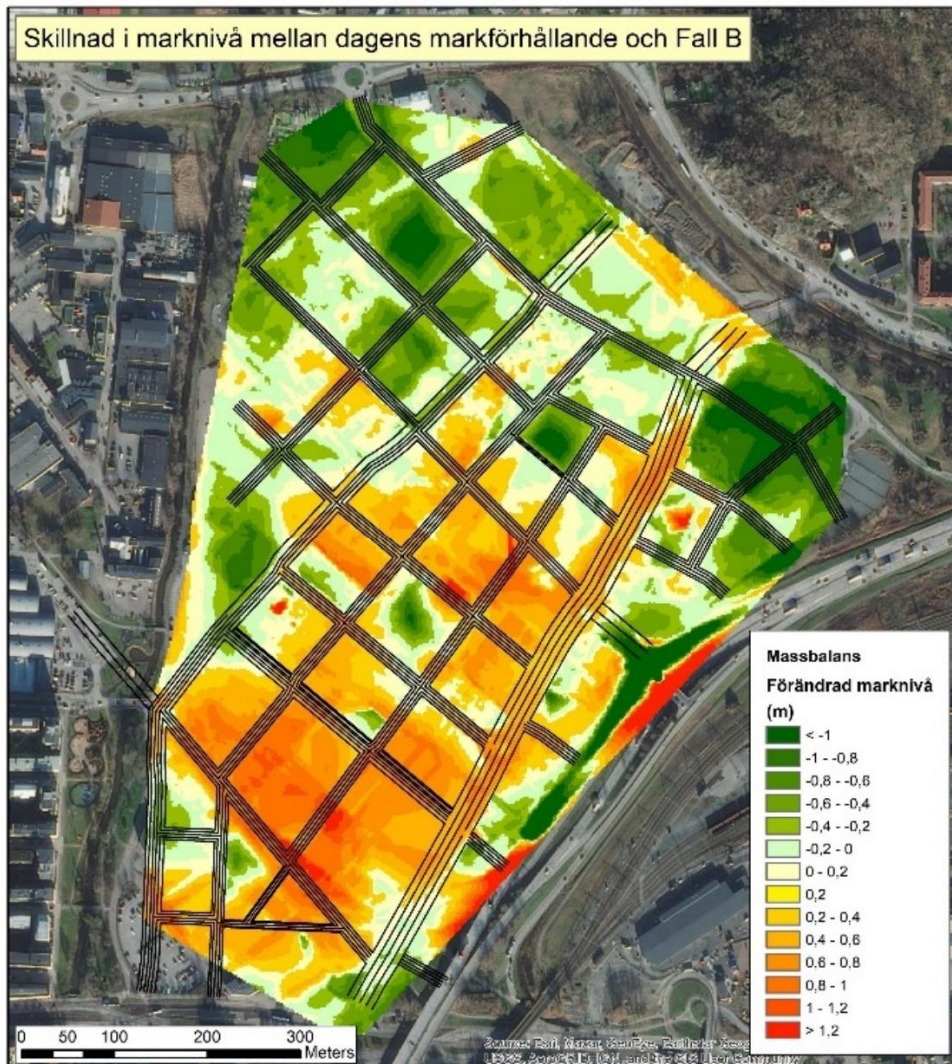 Skillnad i marknivå mellan dagens markförhållande och Fall B
Massbalans
Förändrad marknivå
(m)
< -1
-1 - -0,8
-0,8 - -0,6
-0,6 - -0,4
-0,4 - -0,2
-0,2 - 0
0 - 0,2
0,2
0,2 - 0,4
0,4 - 0,6
0,6 - 0,8
0,8 - 1
1 - 1,2
> 1,2
0 50 100 200 300
Meters